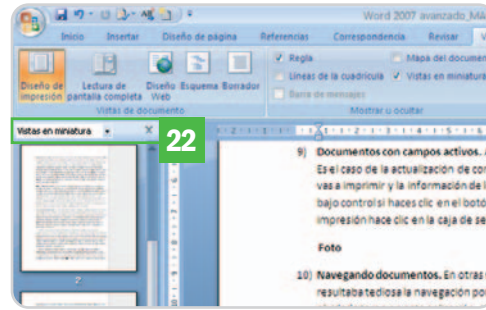 Word 2007 avanzado_MA
Inicio Insertar Diseño de página Referencias Correspondencia Revisar V
Diseño de impresión
Lectura de pantalla completa
Diseño Web
Esquema
Borrador
Vistas de documento
Regla
Líneas de la cuadrícula
Barra de mensajes
Mapa del documen
Vistas en miniatura
Mostrar u ocultar
Vistas en miniatura
22
9) Documentos con campos activos. A
Es el caso de la actualización de cor
vas a imprimir y la información de l
bajo control si haces clic en el botó
impresión hace clic en la caja de se
Foto
10) Navegando documentos. En otras
resultaba tediosa la navegación po
2